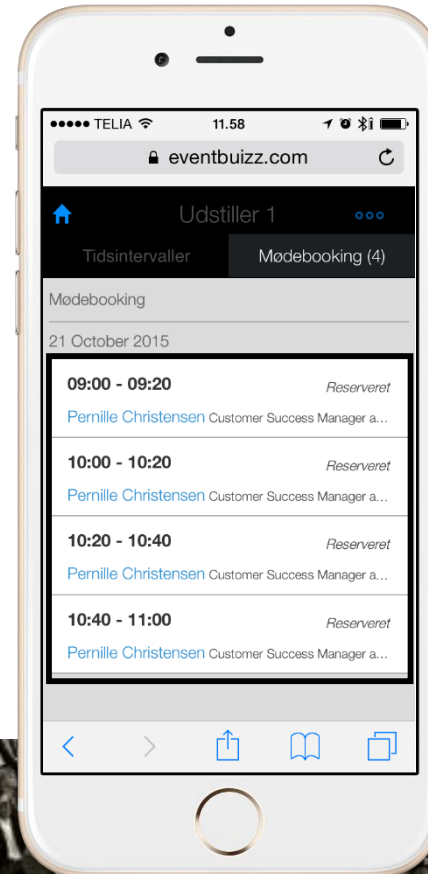 TELIA 11.58
eventbuizz.com
Udstiller 1
Tidsintervaller Mødebooking (4)
Mødebooking
21 October 2015
09:00 - 09:20 Reserveret
Pernille Christensen Customer Success Manager a...
10:00 - 10:20 Reserveret
Pernille Christensen Customer Success Manager a...
10:20 - 10:40 Reserveret
Pernille Christensen Customer Success Manager a...
10:40 - 11:00 Reserveret
Pernille Christensen Customer Success Manager a...